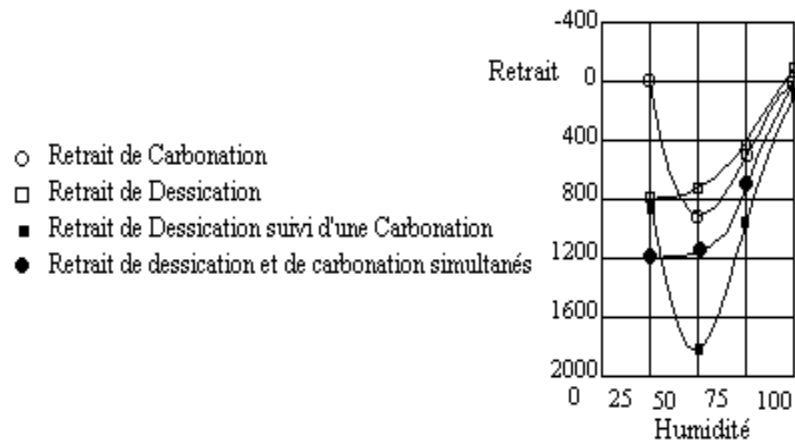 -400
Retrait 0
400
800
1200
1600
2000
0 25 50 75 100
Humidité
Retrait de Carbonation
Retrait de Dessication
Retrait de Dessication suivi d'une Carbonation
Retrait de dessication et de carbonation simultanés